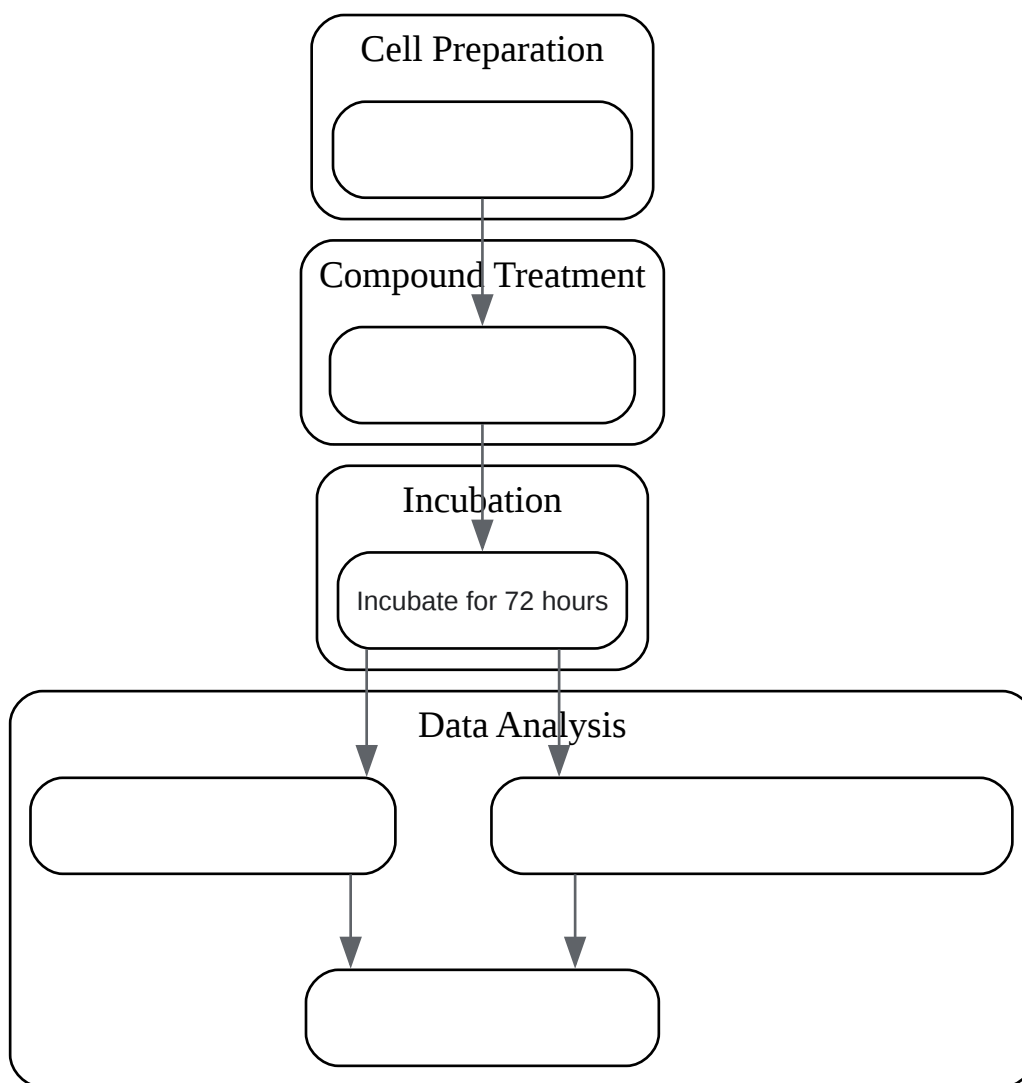 Cell Preparation
Compound Treatment
Incubation
Incubate for 72 hours
Data Analysis